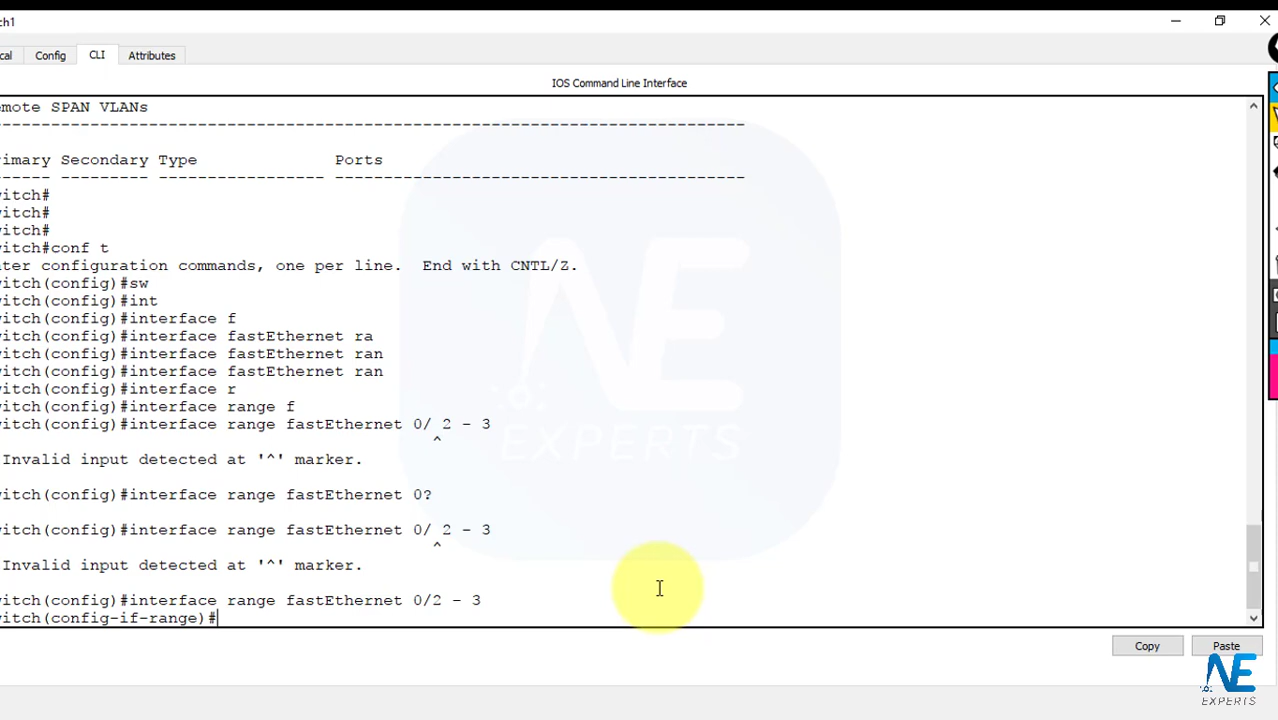 ch1
cal Config CLI Attributes
IOS Command Line Interface
emote SPAN VLANs
------------------------------------------------------------------------------
imary Secondary Type Ports
------ --------- ----------------- ------------------------------------------
witch#
witch#
witch#
witch#conf t
nter configuration commands, one per line. End with CNTL/Z.
witch(config)#sw
witch(config)#int
witch(config)#interface f
witch(config)#interface fastEthernet ra
witch(config)#interface fastEthernet ran
witch(config)#interface fastEthernet ran
witch(config)#interface r
witch(config)#interface range f
witch(config)#interface range fastEthernet 0/ 2 - 3
^
Invalid input detected at '^' marker.
witch(config)#interface range fastEthernet 0?
witch(config)#interface range fastEthernet 0/ 2 - 3
^
Invalid input detected at '^' marker.
witch(config)#interface range fastEthernet 0/2 - 3
witch(config-if-range)#
Copy Paste
NE
EXPERTS
NE
EXPERTS